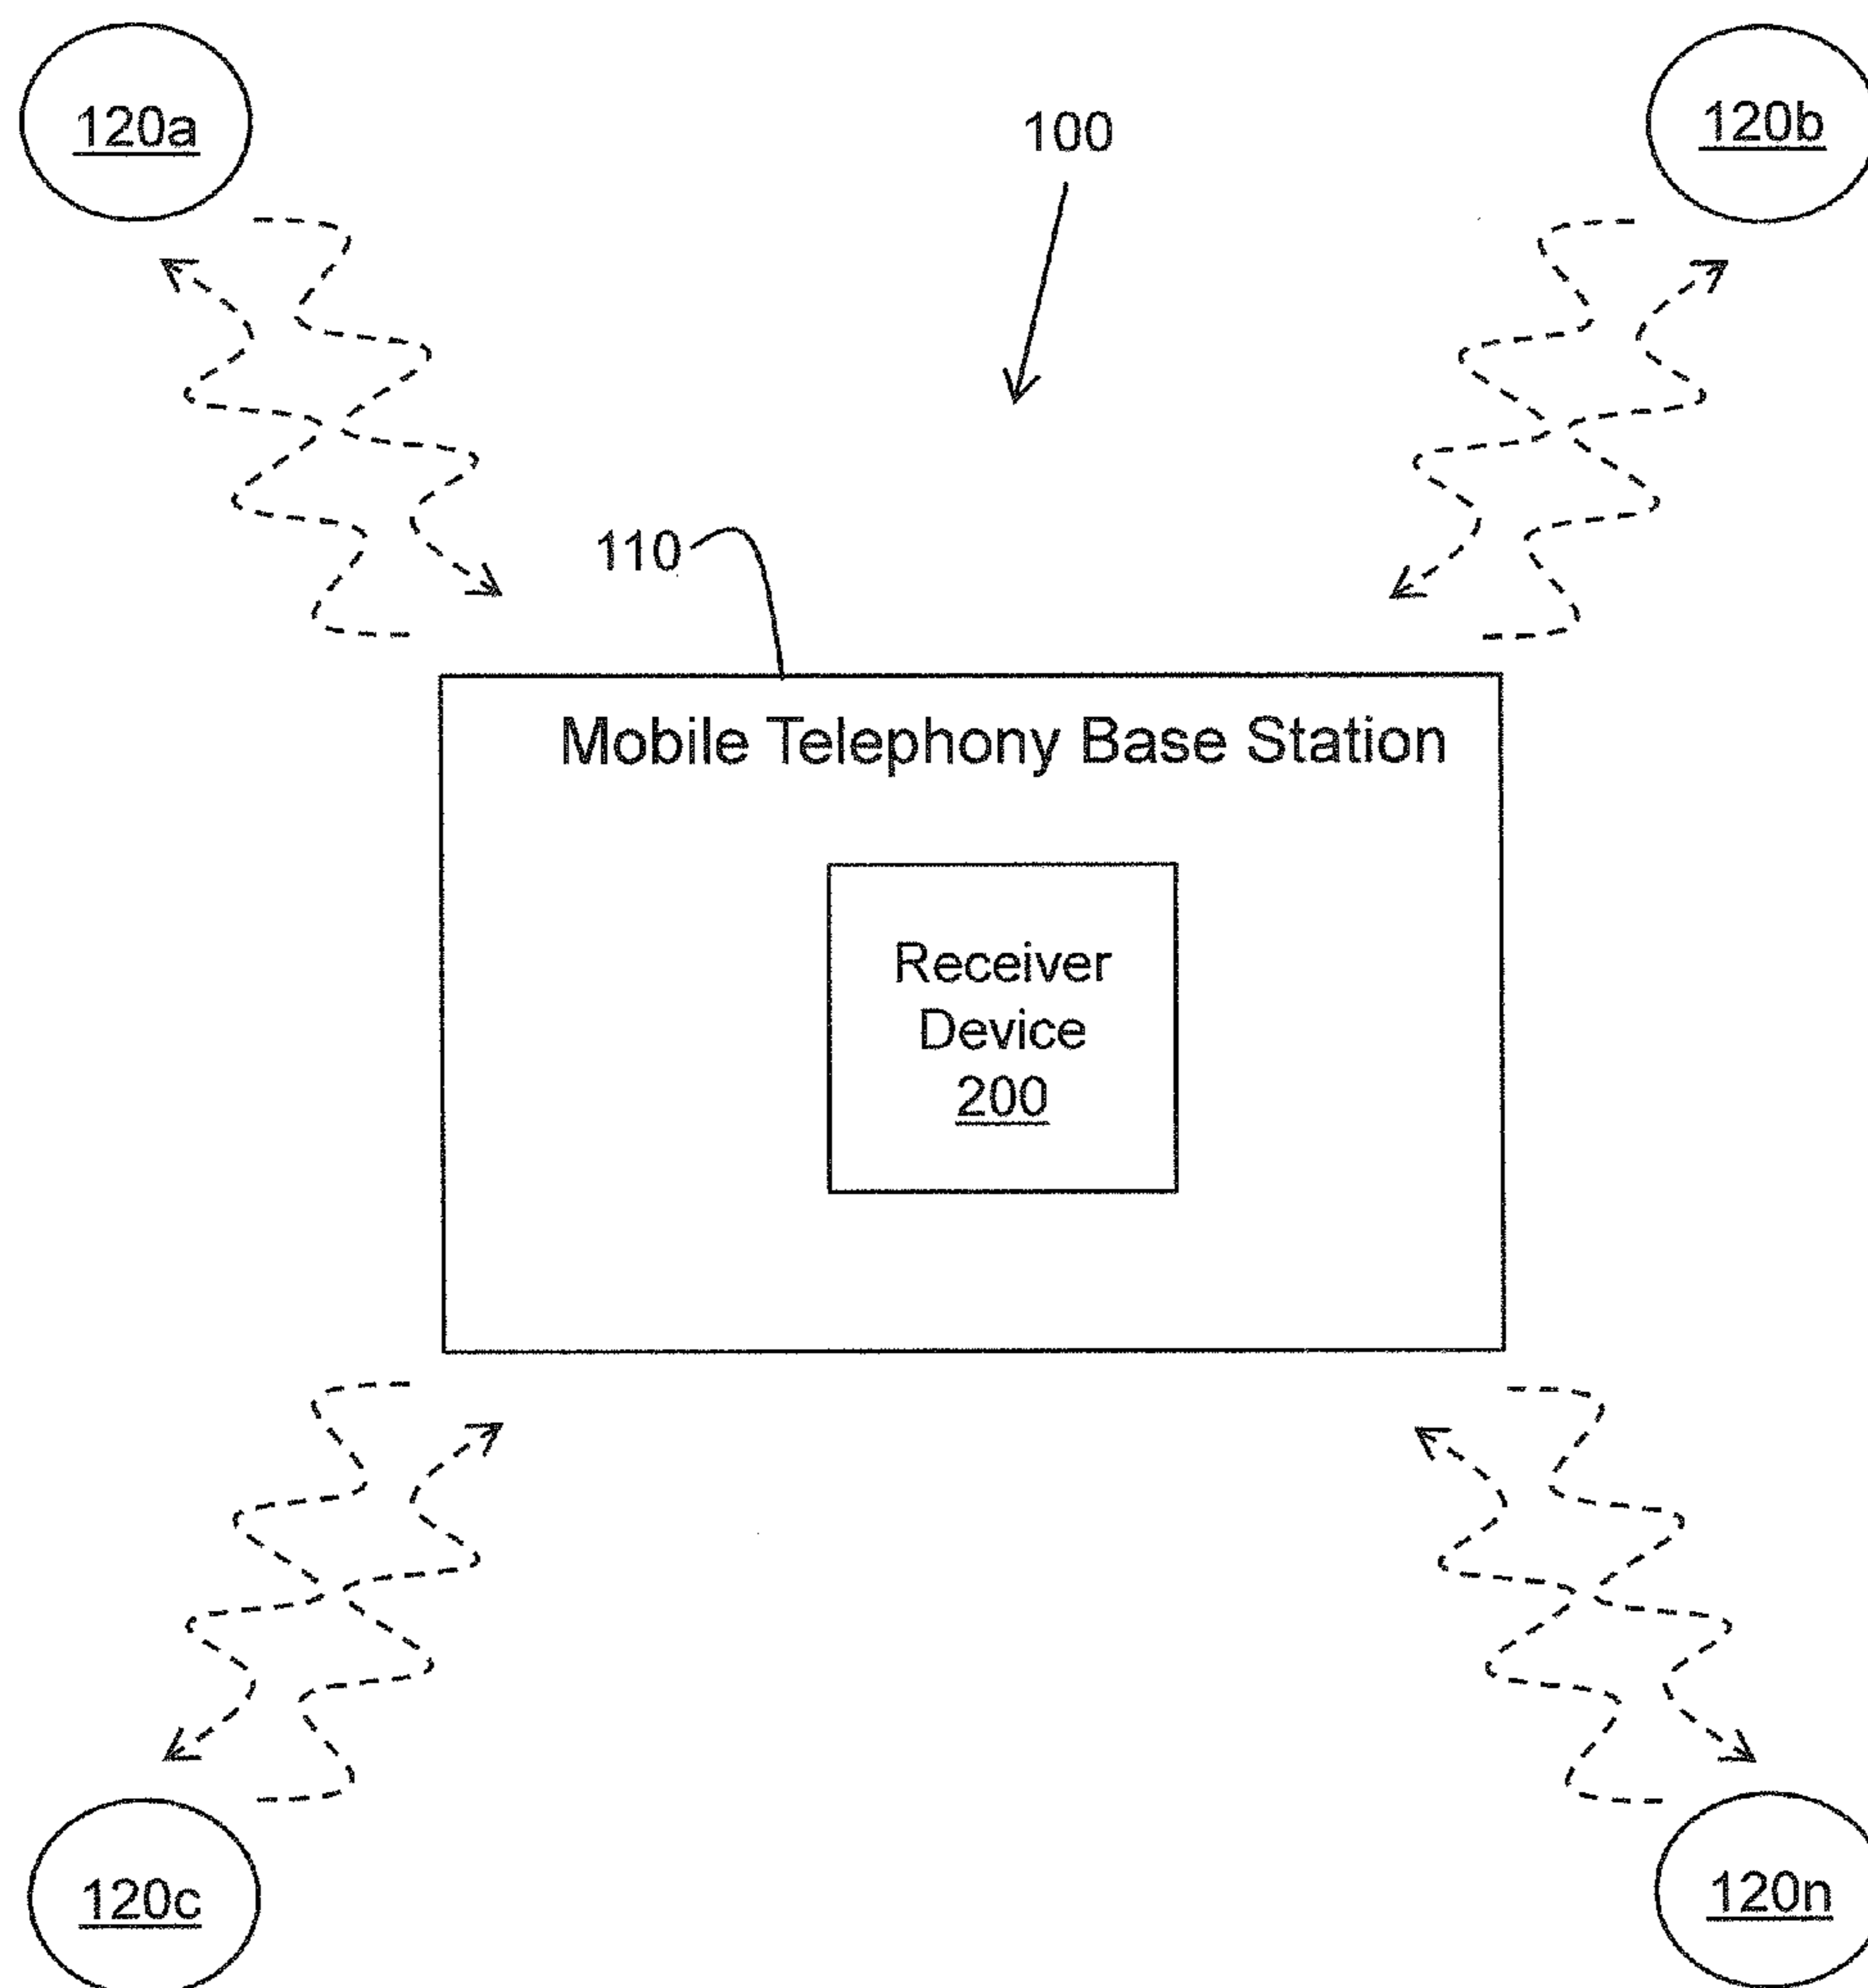 120a
120b
100
110
Mobile Telephony Base Station
Receiver
Device
200
120c
120n